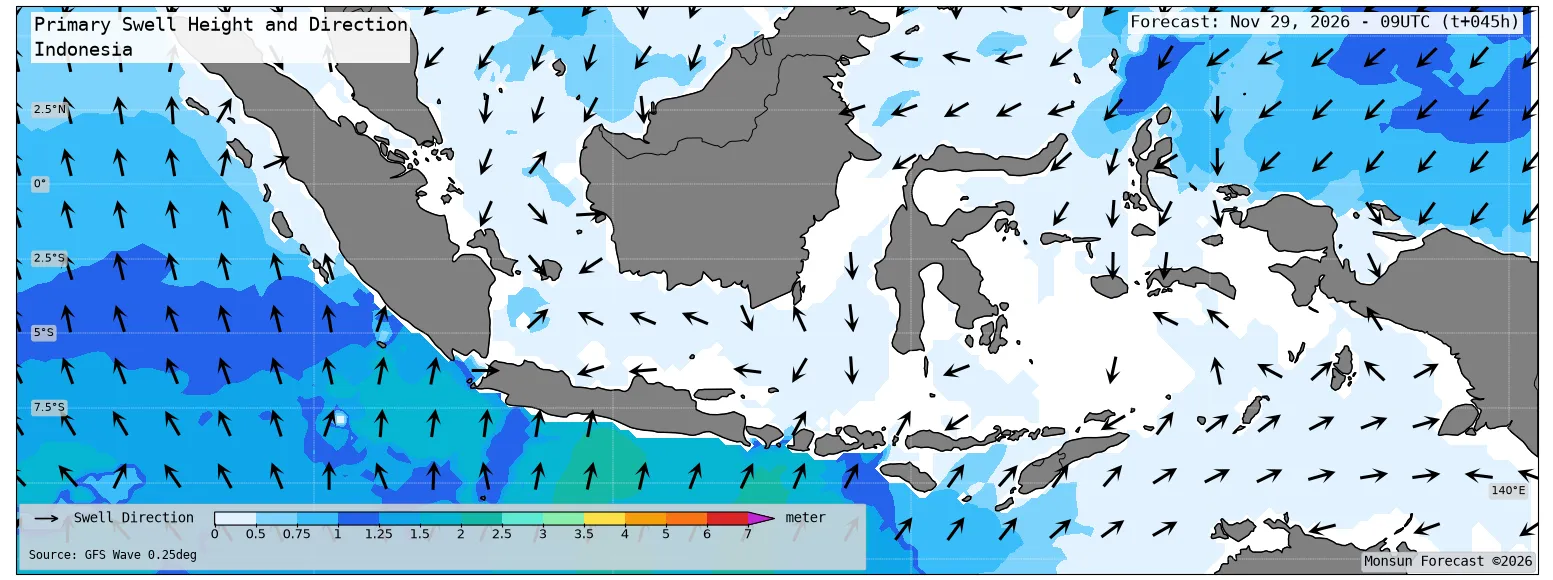 Primary Swell Height and Direction
Indonesia
Forecast: Nov 29, 2026 - 09UTC (t+045h)
2.5°N
0°
2.5°S
5°S
7.5°S
140°E
Swell Direction
0 0.5 0.75 1 1.25 1.5 2 2.5 3 3.5 4 5 6 7
meter
Source: GFS Wave 0.25deg
Monsun Forecast ©2026